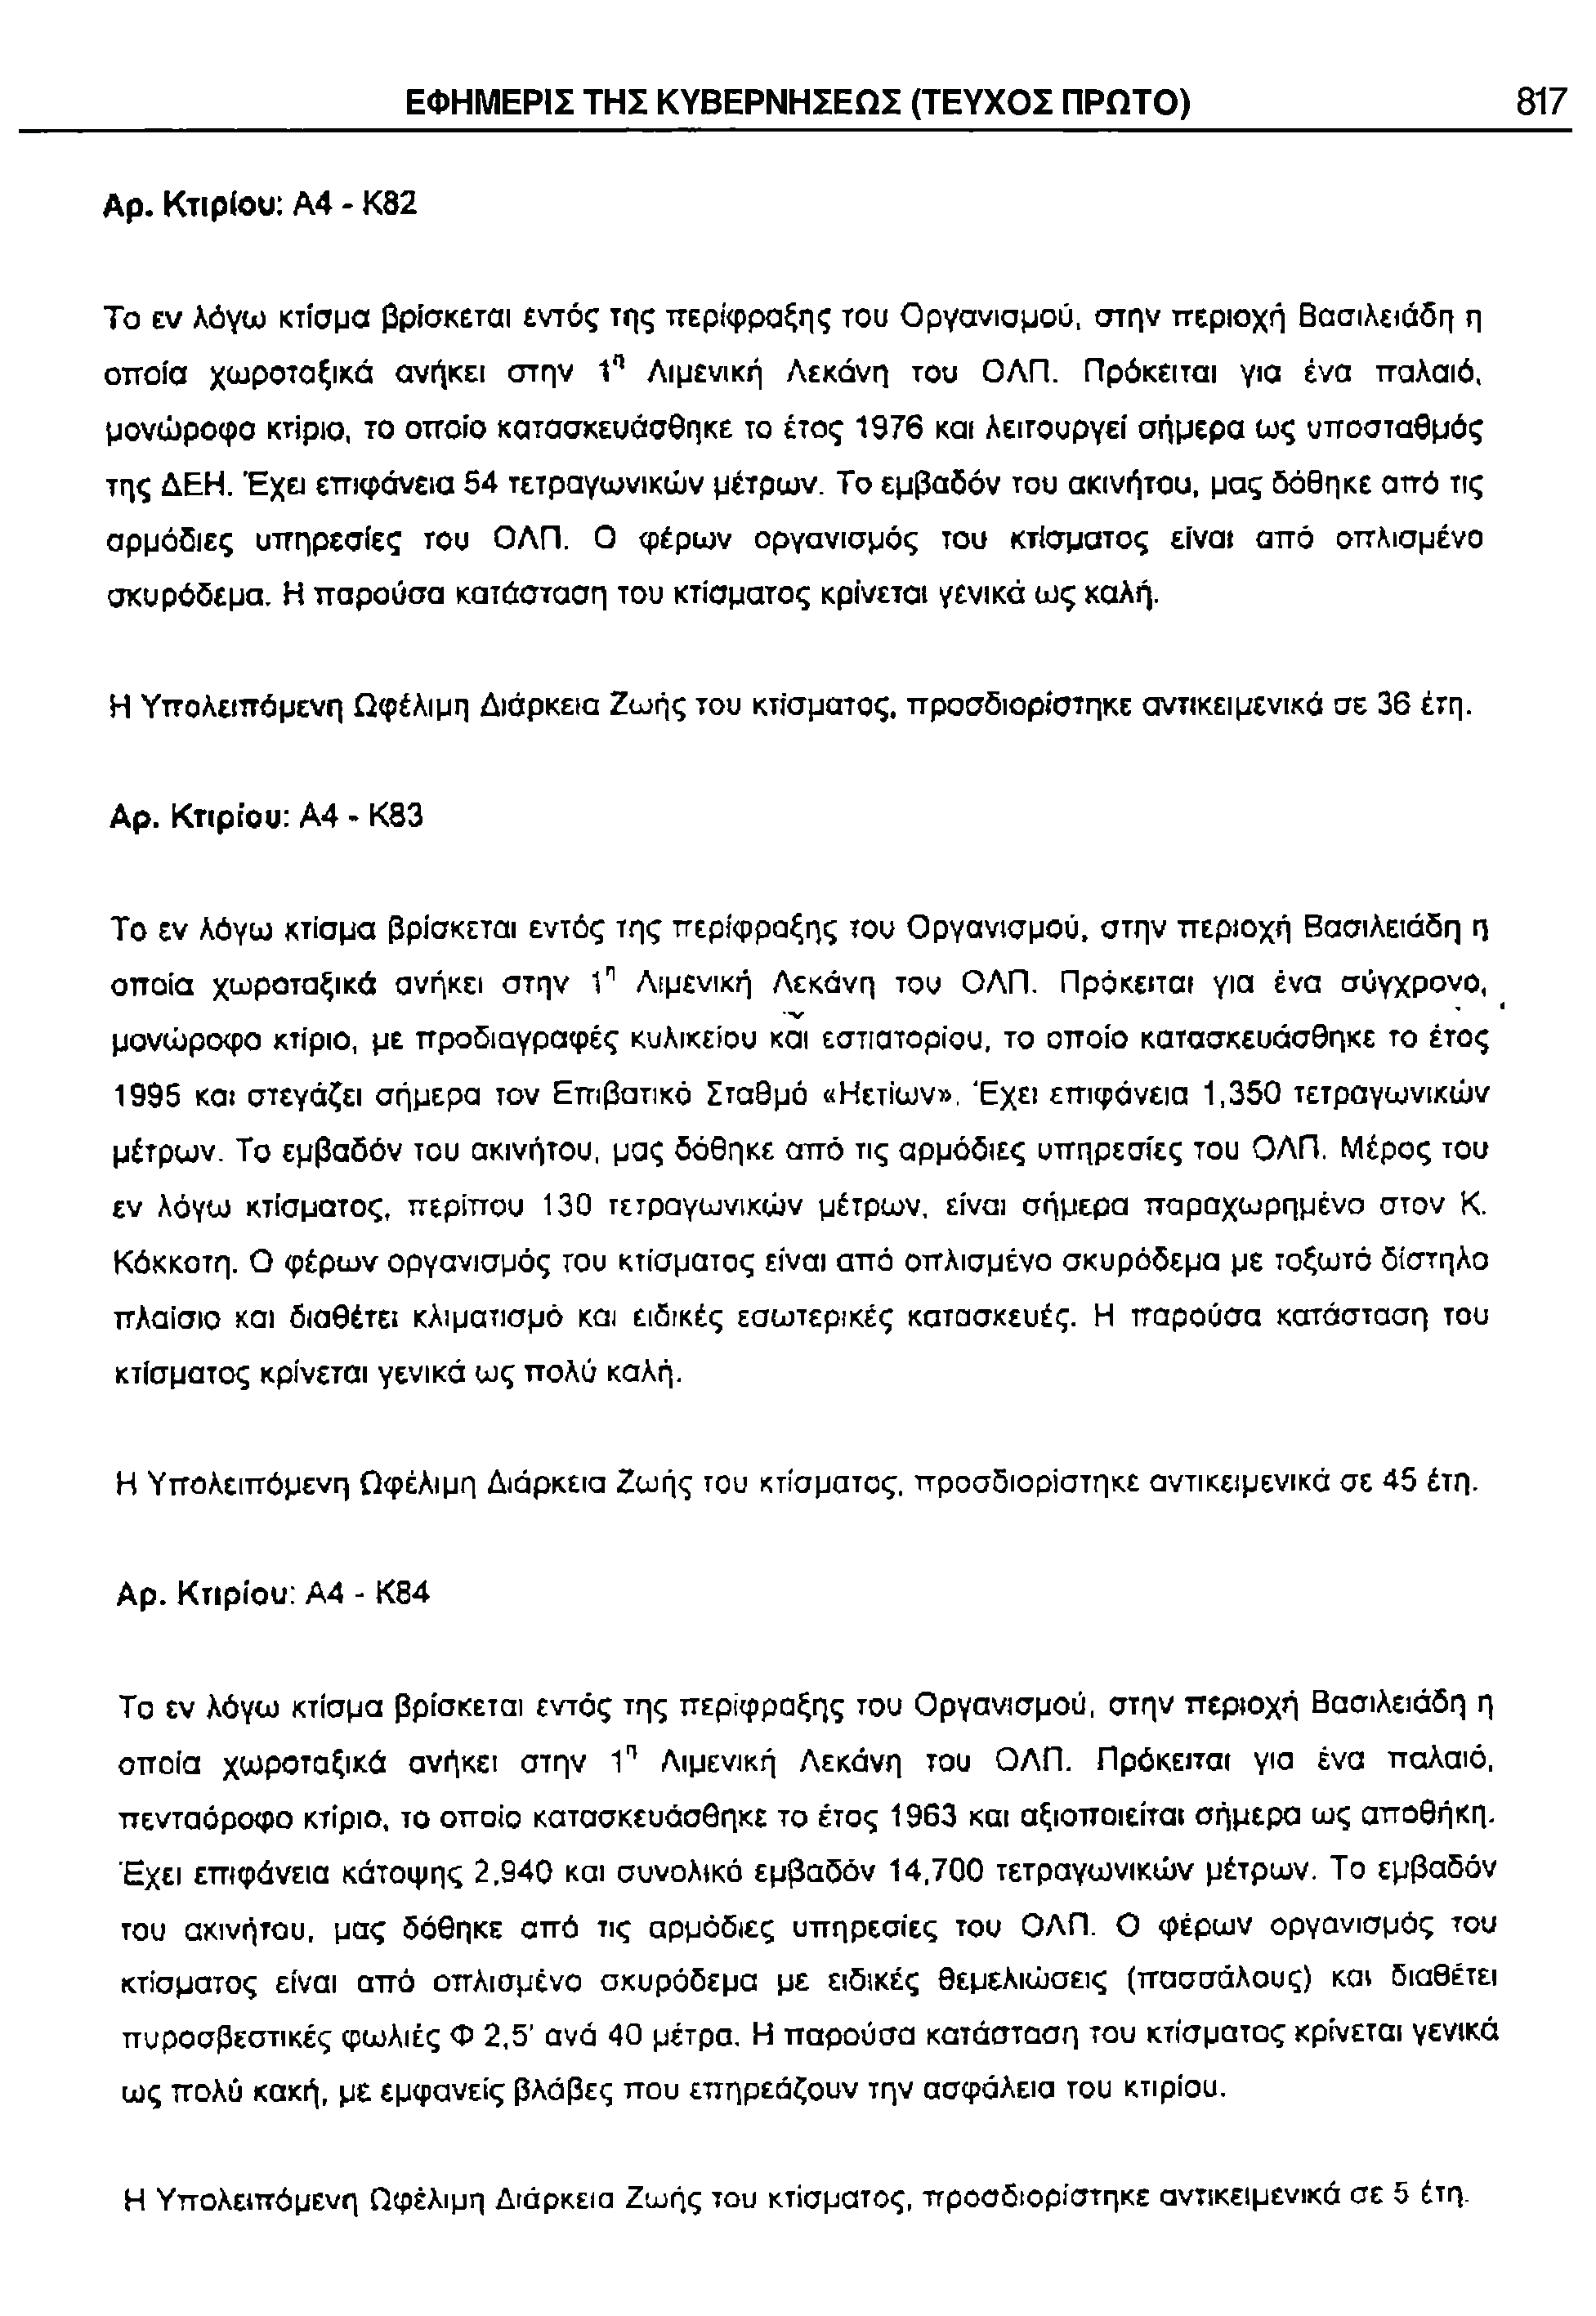 ΕΦΗΜΕΡΙΣ ΤΗΣ ΚΥΒΕΡΝΗΣΕΩΣ (ΤΕΥΧΟΣ ΠΡΩΤΟ) 817
Αρ. Κτιρίου: Α4 - Κ82
Το εν λόγω κτίσμα βρίσκεται εντός της περίφραξης του Οργανισμού, στην περιοχή Βασιλειάδη η
οποία χωροταξικά ανήκει στην 1η Λιμενική Λεκάνη του ΟΛΠ. Πρόκειται για ένα παλαιό,
μονώροφο κτίριο, το οποίο κατασκευάσθηκε το έτος 1976 και λειτουργεί σήμερα ως υποσταθμός
της ΔΕΗ. Έχει επιφάνεια 54 τετραγωνικών μέτρων. Το εμβαδόν του ακινήτου, μας δόθηκε από τις
αρμόδιες υπηρεσίες του ΟΛΠ. Ο φέρων οργανισμός του κτίσματος είναι από οπλισμένο
σκυρόδεμα. Η παρούσα κατάσταση του κτίσματος κρίνεται γενικά ως καλή.
Η Υπολειπόμενη Ωφέλιμη Διάρκεια Ζωής του κτίσματος, προσδιορίστηκε αντικειμενικά σε 36 έτη.
Αρ. Κτιρίου: Α4 - Κ83
Το εν λόγω κτίσμα βρίσκεται εντός της περίφραξης του Οργανισμού, στην περιοχή Βασιλειάδη η
οποία χωροταξικά ανήκει στην 1η Λιμενική Λεκάνη του ΟΛΠ. Πρόκειται για ένα σύγχρονο,
μονώροφο κτίριο, με προδιαγραφές κυλικείου και εστιατορίου, το οποίο κατασκευάσθηκε το έτος
1995 και στεγάζει σήμερα τον Επιβατικό Σταθμό «Ηετίων». Έχει επιφάνεια 1,350 τετραγωνικών
μέτρων. Το εμβαδόν του ακινήτου, μας δόθηκε από τις αρμόδιες υπηρεσίες του ΟΛΠ. Μέρος του
εν λόγω κτίσματος, περίπου 130 τετραγωνικών μέτρων, είναι σήμερα παραχωρημένο στον Κ.
Κόκκοτη. Ο φέρων οργανισμός του κτίσματος είναι από οπλισμένο σκυρόδεμα με τοξωτό δίστηλο
πλαίσιο και διαθέτει κλιματισμό και ειδικές εσωτερικές κατασκευές. Η παρούσα κατάσταση του
κτίσματος κρίνεται γενικά ως πολύ καλή.
Η Υπολειπόμενη Ωφέλιμη Διάρκεια Ζωής του κτίσματος, προσδιορίστηκε αντικειμενικά σε 45 έτη.
Αρ. Κτιρίου: Α4 - Κ84
Το εν λόγω κτίσμα βρίσκεται εντός της περίφραξης του Οργανισμού, στην περιοχή Βασιλειάδη η
οποία χωροταξικά ανήκει στην 1η Λιμενική Λεκάνη του ΟΛΠ. Πρόκειται για ένα παλαιό,
πενταόροφο κτίριο, το οποίο κατασκευάσθηκε το έτος 1963 και αξιοποιείται σήμερα ως αποθήκη.
Έχει επιφάνεια κάτοψης 2,940 και συνολικό εμβαδόν 14,700 τετραγωνικών μέτρων. Το εμβαδόν
του ακινήτου, μας δόθηκε από τις αρμόδιες υπηρεσίες του ΟΛΠ. Ο φέρων οργανισμός του
κτίσματος είναι από οπλισμένο σκυρόδεμα με ειδικές θεμελιώσεις (πασσάλους) και διαθέτει
πυροσβεστικές φωλιές Φ 2,5' ανά 40 μέτρα. Η παρούσα κατάσταση του κτίσματος κρίνεται γενικά
ως πολύ κακή, με εμφανείς βλάβες που επηρεάζουν την ασφάλεια του κτιρίου.
Η Υπολειπόμενη Ωφέλιμη Διάρκεια Ζωής του κτίσματος, προσδιορίστηκε αντικειμενικά σε 5 έτη.